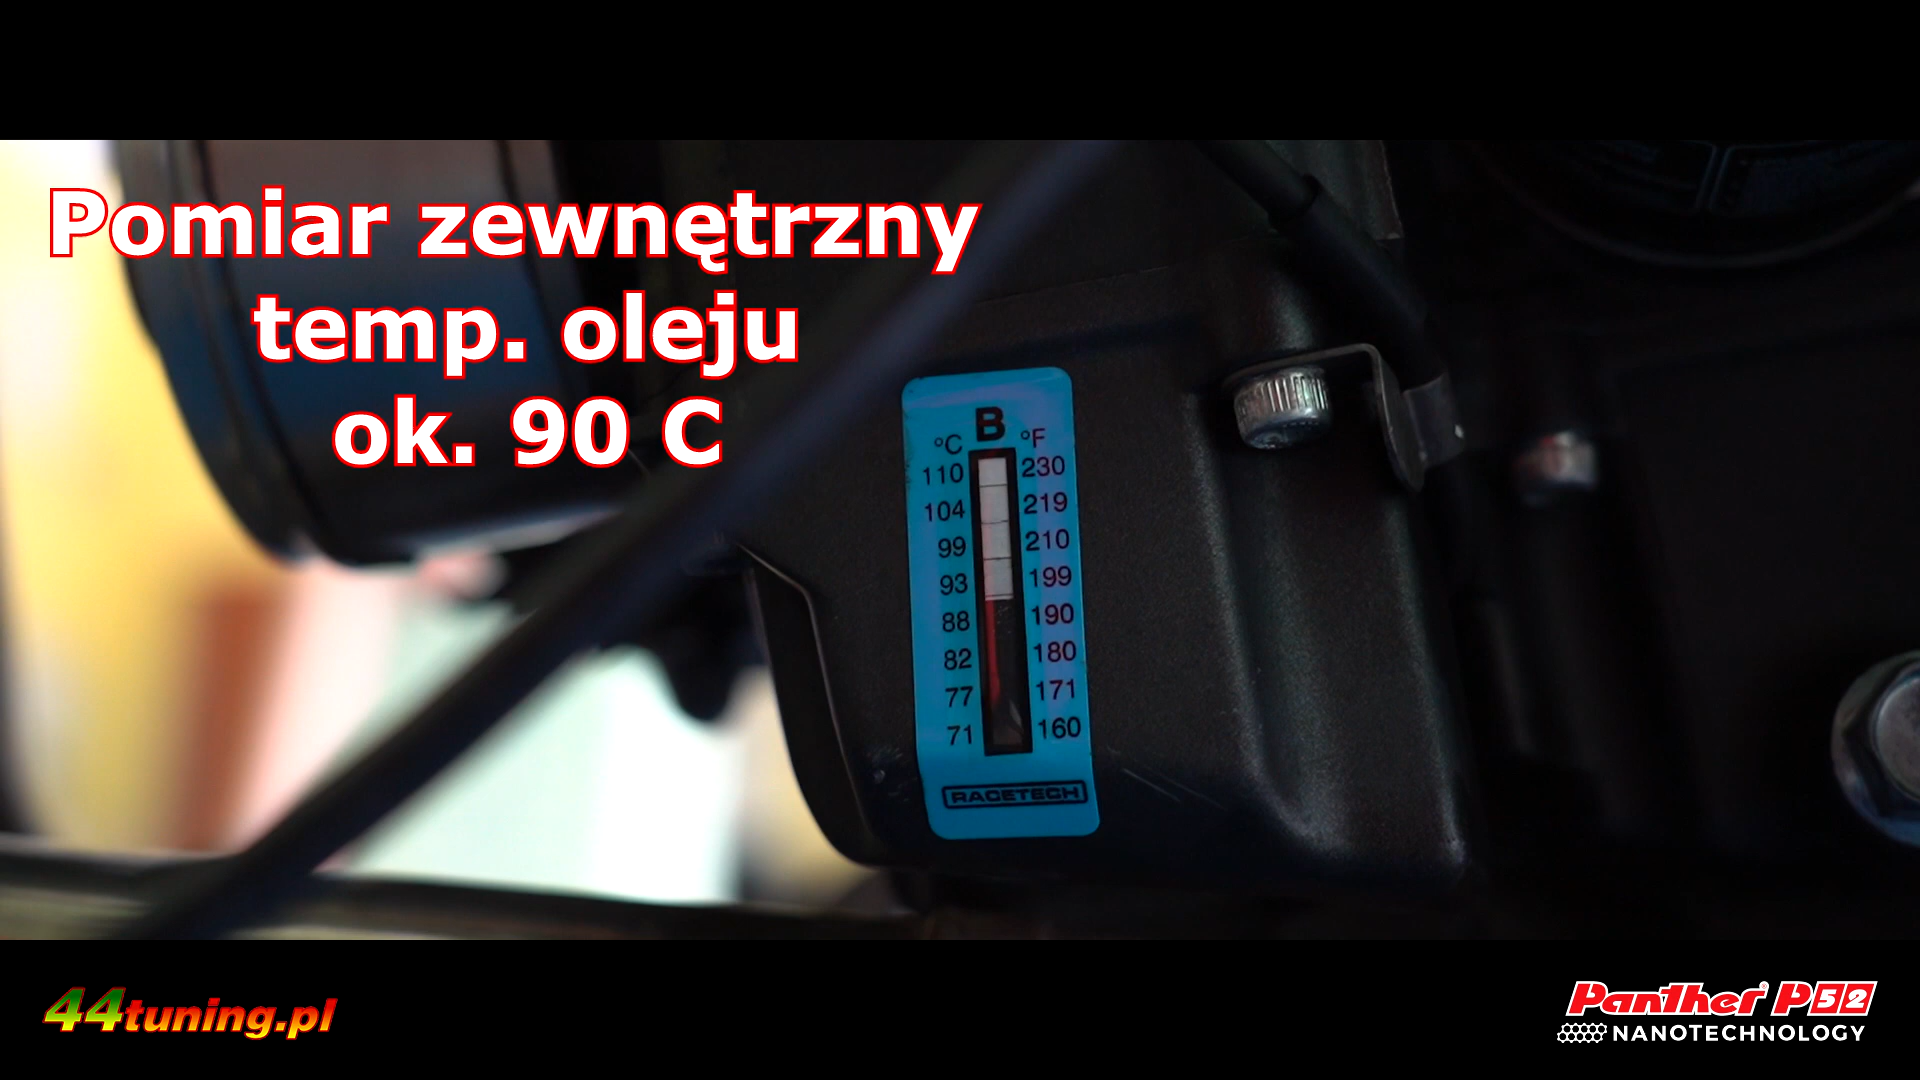 Pomiar zewnętrzny
temp. oleju
ok. 90 C
B
°C °F
110 230
104 219
99 210
93 199
88 190
82 180
77 171
71 160
RACETECH
44tuning.pl
Panther® P52
NANOTECHNOLOGY